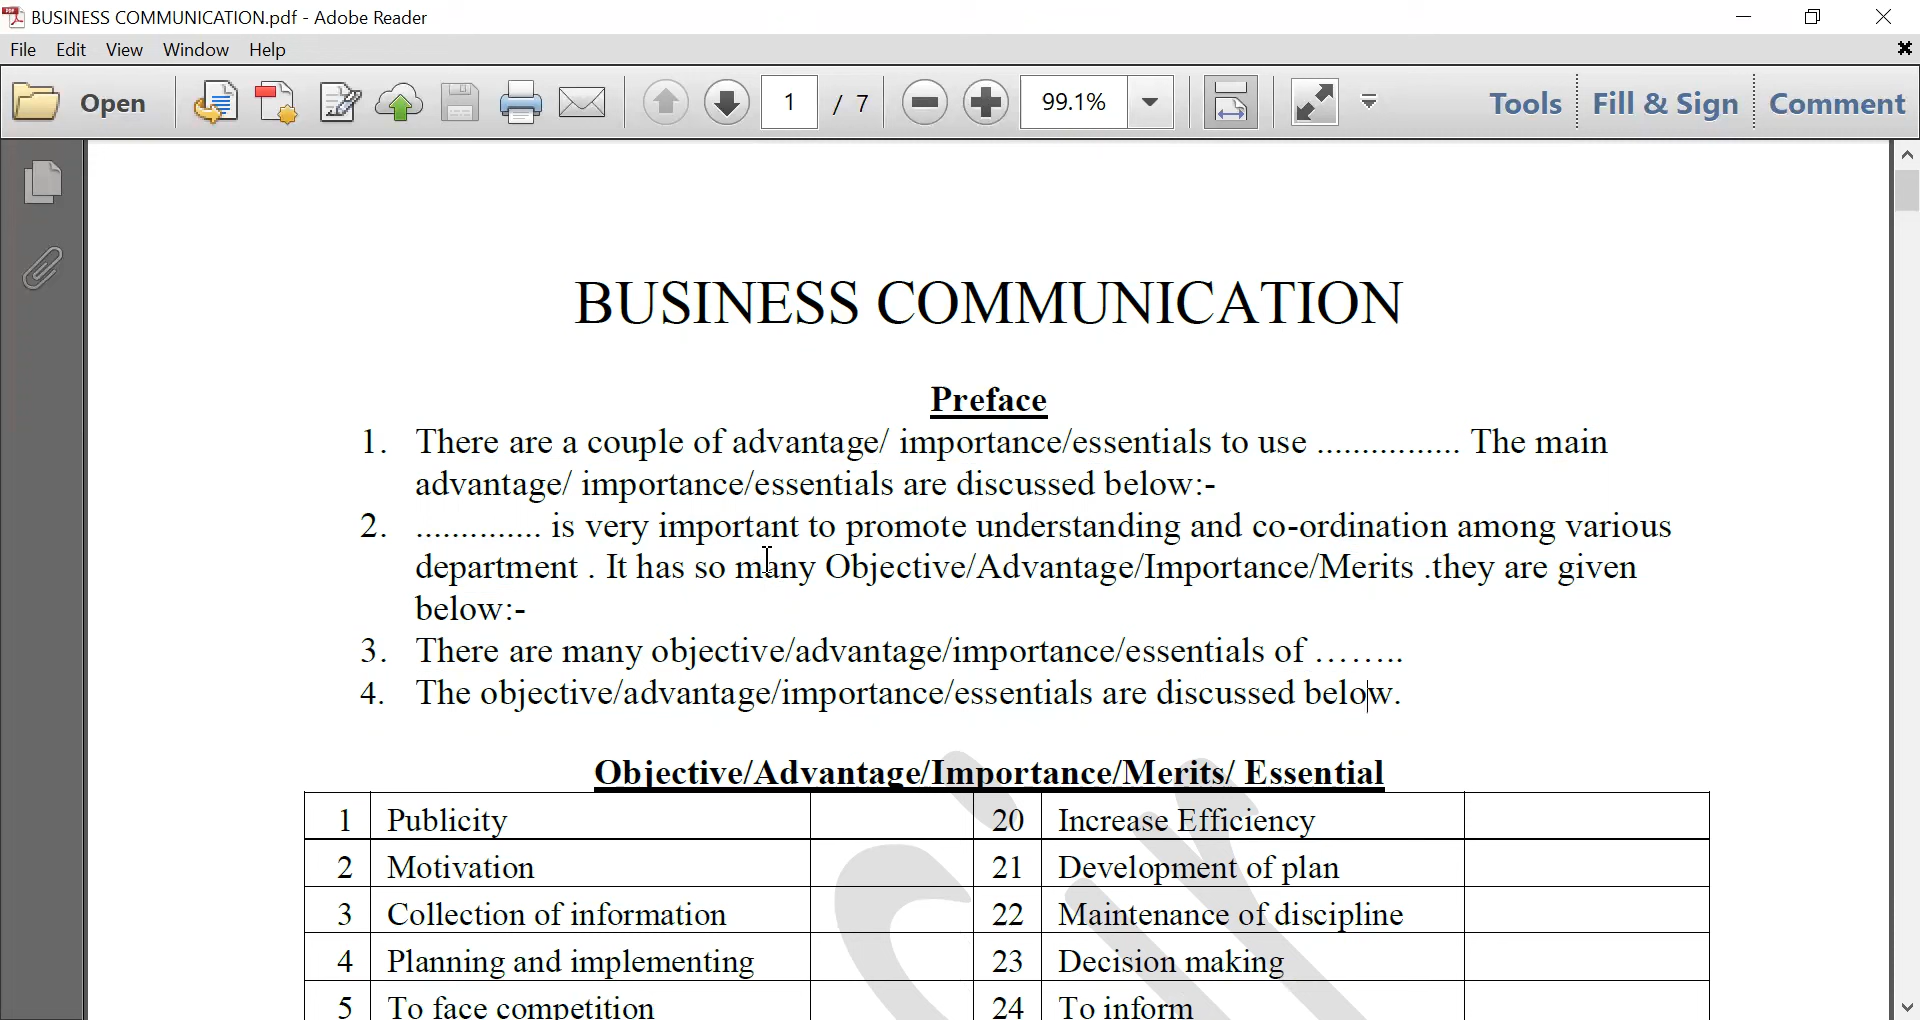 BUSINESS COMMUNICATION.pdf - Adobe Reader
File Edit View Window Help
Open 1 / 7 99.1% Tools Fill & Sign Comment
BUSINESS COMMUNICATION
Preface
1. There are a couple of advantage/ importance/essentials to use ................ The main
advantage/ importance/essentials are discussed below:-
2. .............. is very important to promote understanding and co-ordination among various
department . It has so many Objective/Advantage/Importance/Merits .they are given
below:-
3. There are many objective/advantage/importance/essentials of ……..
4. The objective/advantage/importance/essentials are discussed below.
Objective/Advantage/Importance/Merits/ Essential
1 Publicity 20 Increase Efficiency
2 Motivation 21 Development of plan
3 Collection of information 22 Maintenance of discipline
4 Planning and implementing 23 Decision making
5 To face competition 24 To inform